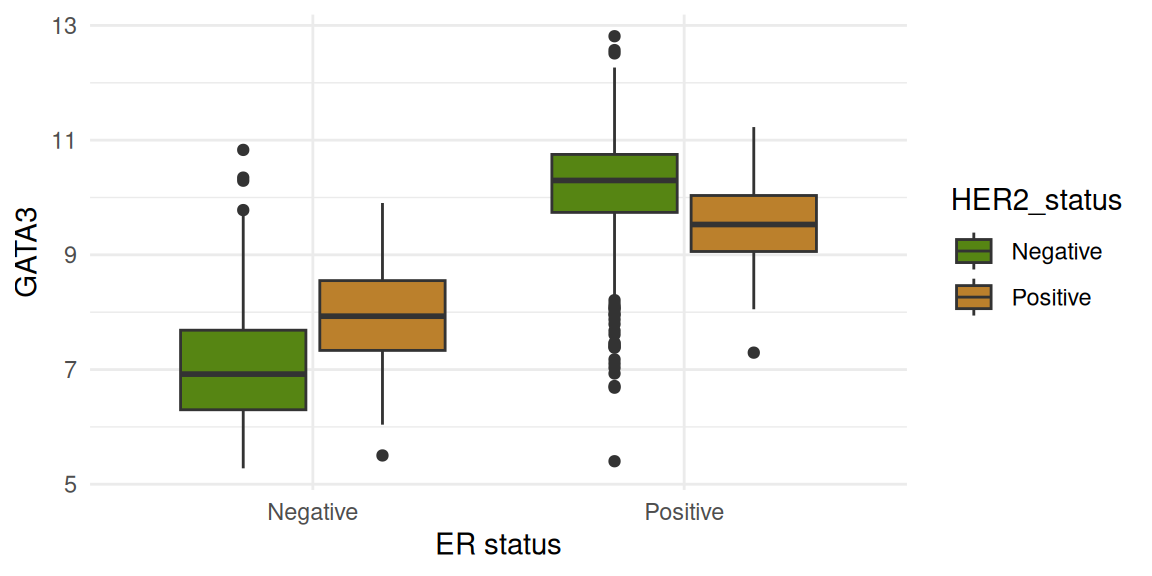 13
11
9
7
5
GATA3
Negative
Positive
ER status
HER2_status
Negative
Positive